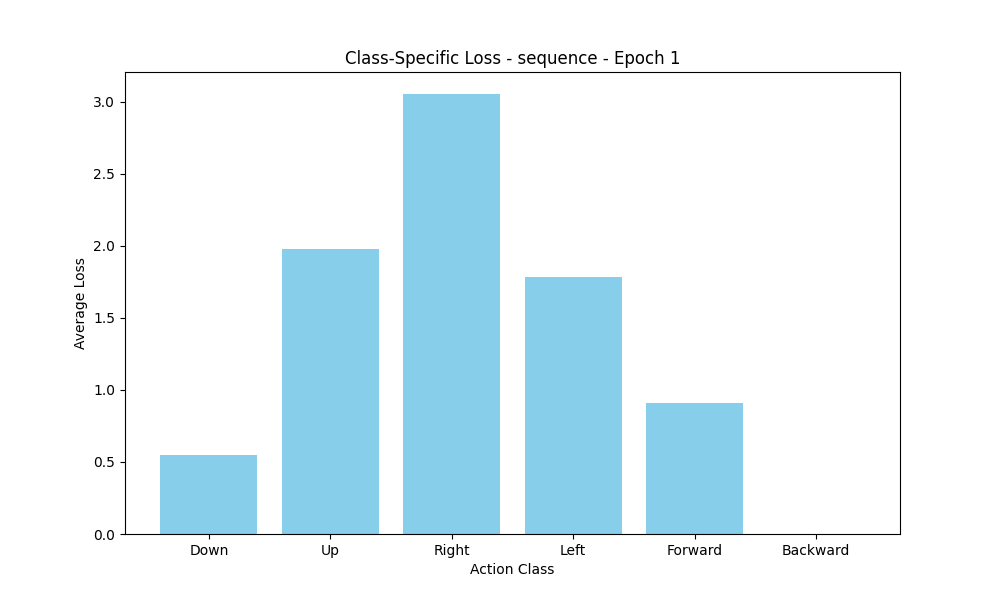 Class-Specific Loss - sequence - Epoch 1
3.0
2.5
2.0
1.5
1.0
0.5
0.0
Average Loss
Down Up Right Left Forward Backward
Action Class